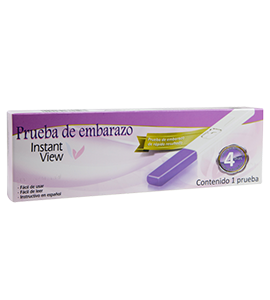 Prueba de embarazo
Instant
View
4
- Fácil de usar
- Fácil de leer
- Instructivo en español
Contenido 1 prueba